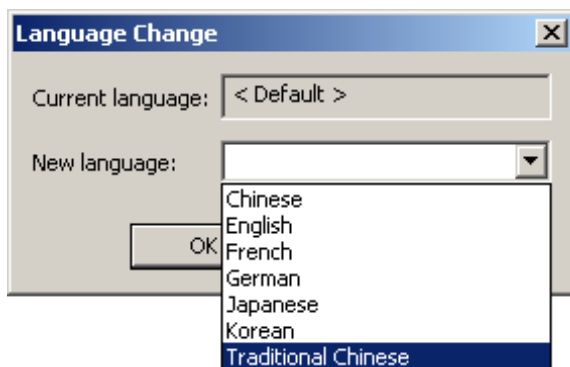 Language Change
Current language: < Default >
New language:
Chinese
English
French
German
Japanese
Korean
Traditional Chinese
OK